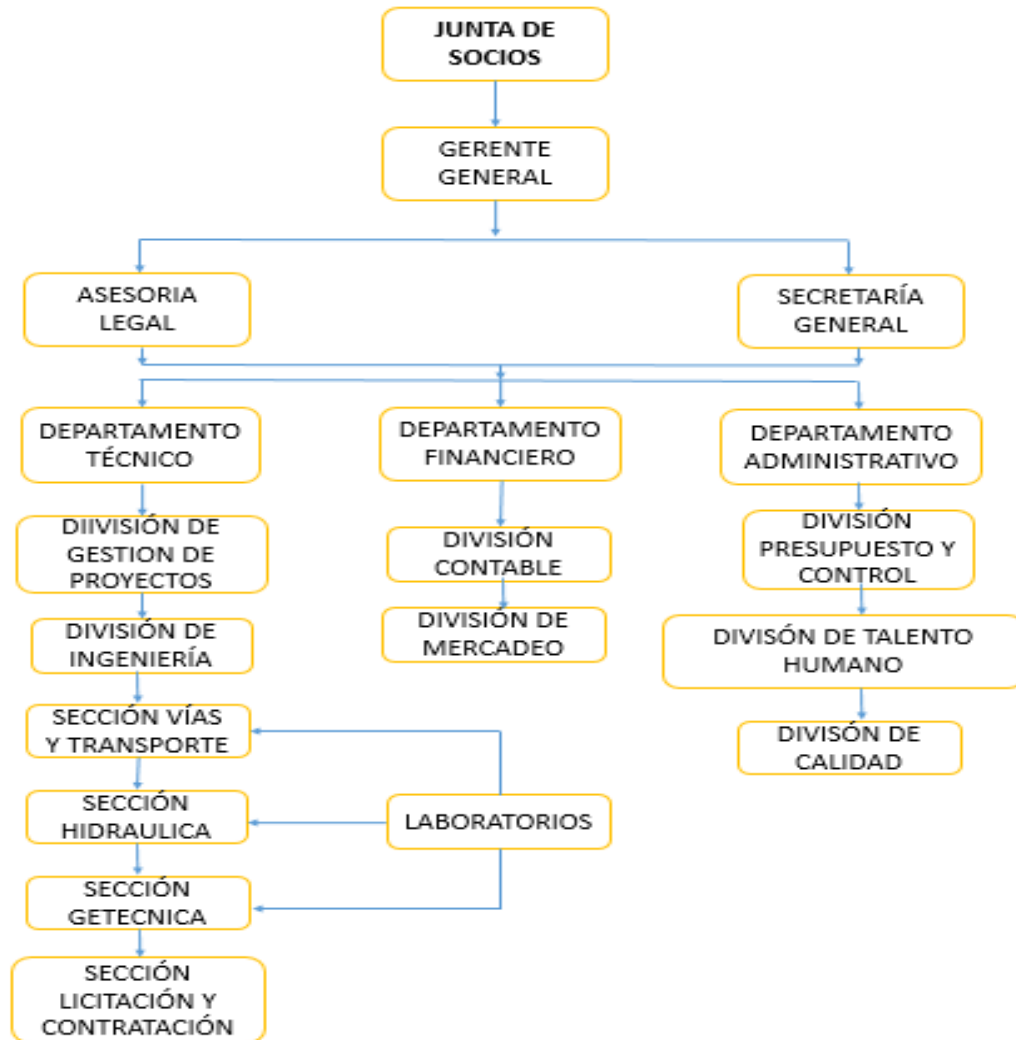 JUNTA DE
SOCIOS
GERENTE
GENERAL
ASESORIA
LEGAL
SECRETARÍA
GENERAL
DEPARTAMENTO
TÉCNICO
DEPARTAMENTO
FINANCIERO
DEPARTAMENTO
ADMINISTRATIVO
DIIVISIÓN DE
GESTION DE
PROYECTOS
DIVISIÓN
CONTABLE
DIVISIÓN
PRESUPUESTO Y
CONTROL
DIVISIÓN DE
INGENIERÍA
DIVISIÓN DE
MERCADEO
DIVISÓN DE TALENTO
HUMANO
SECCIÓN VÍAS
Y TRANSPORTE
DIVISÓN DE
CALIDAD
SECCIÓN
HIDRAULICA
LABORATORIOS
SECCIÓN
GETECNICA
SECCIÓN
LICITACIÓN Y
CONTRATACIÓN